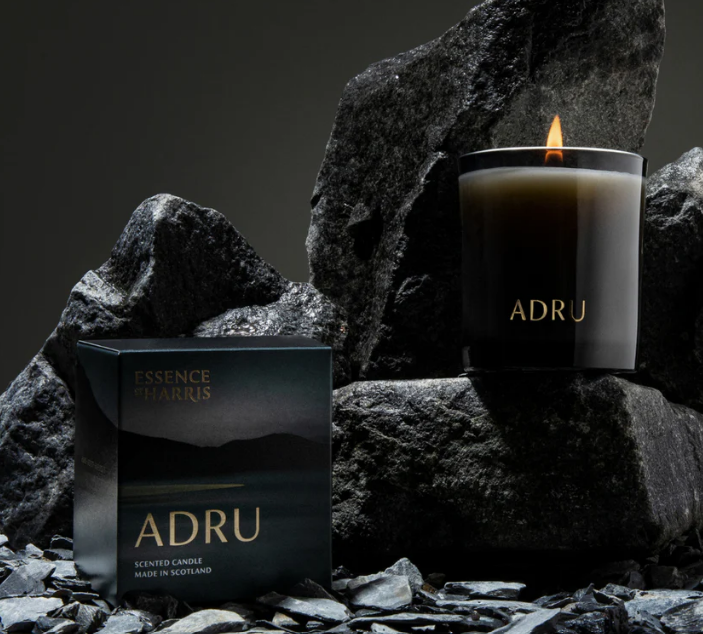 ESSENCE
OF HARRIS
ADRU
SCENTED CANDLE
MADE IN SCOTLAND
ADRU